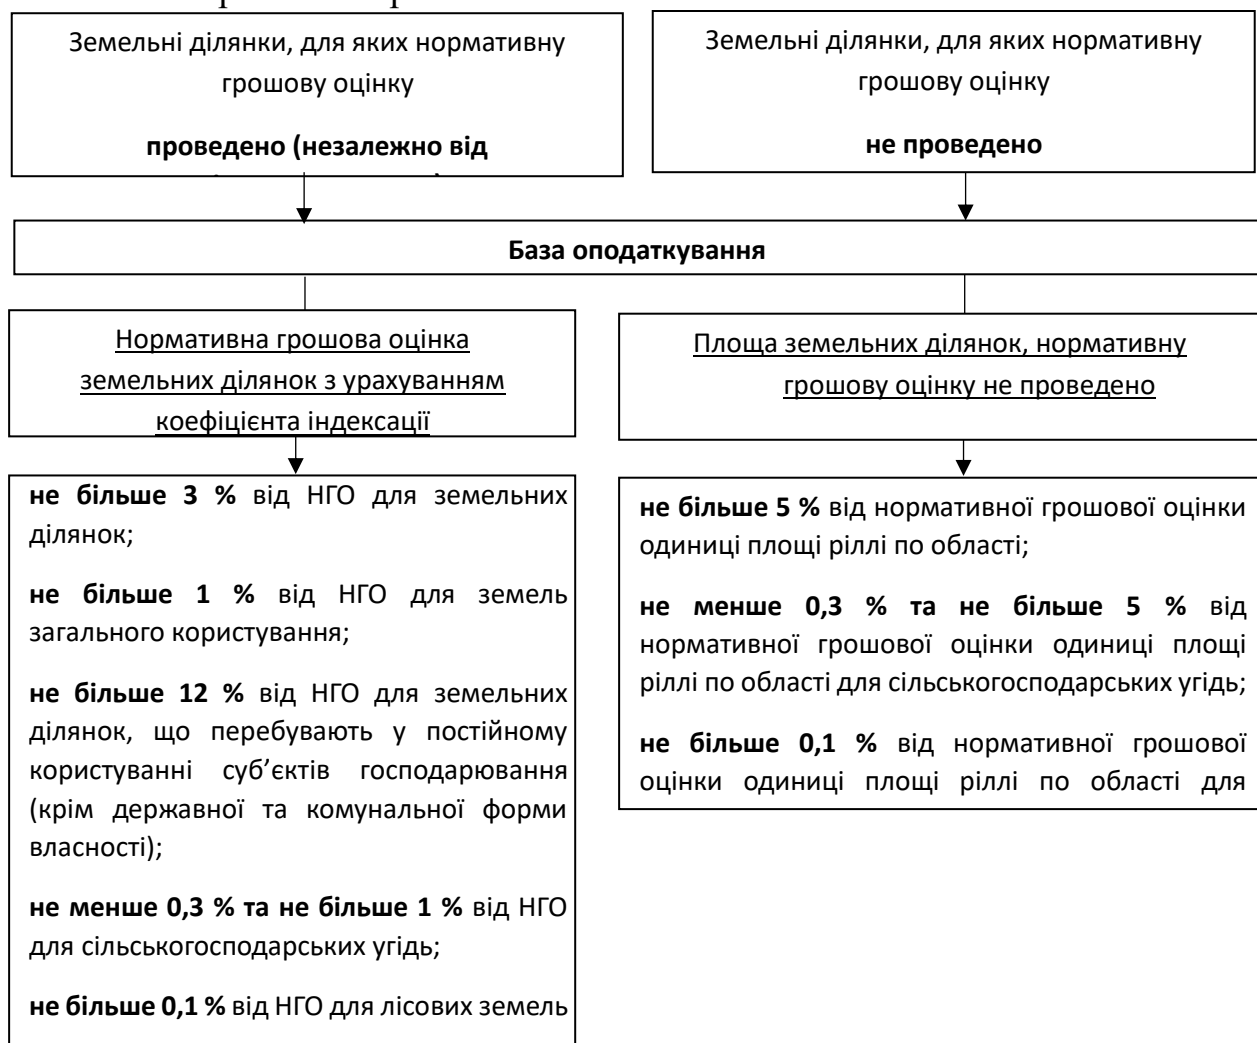 Земельні ділянки, для яких нормативну
грошову оцінку
проведено (незалежно від
Земельні ділянки, для яких нормативну
грошову оцінку
не проведено
База оподаткування
Нормативна грошова оцінка
земельних ділянок з урахуванням
коефіцієнта індексації
Площа земельних ділянок, нормативну
грошову оцінку не проведено
не більше 3 % від НГО для земельних
ділянок;
не більше 1 % від НГО для земель
загального користування;
не більше 12 % від НГО для земельних
ділянок, що перебувають у постійному
користуванні суб’єктів господарювання
(крім державної та комунальної форми
власності);
не менше 0,3 % та не більше 1 % від НГО
для сільськогосподарських угідь;
не більше 0,1 % від НГО для лісових земель
не більше 5 % від нормативної грошової оцінки
одиниці площі ріллі по області;
не менше 0,3 % та не більше 5 % від
нормативної грошової оцінки одиниці площі
ріллі по області для сільськогосподарських угідь;
не більше 0,1 % від нормативної грошової
оцінки одиниці площі ріллі по області для